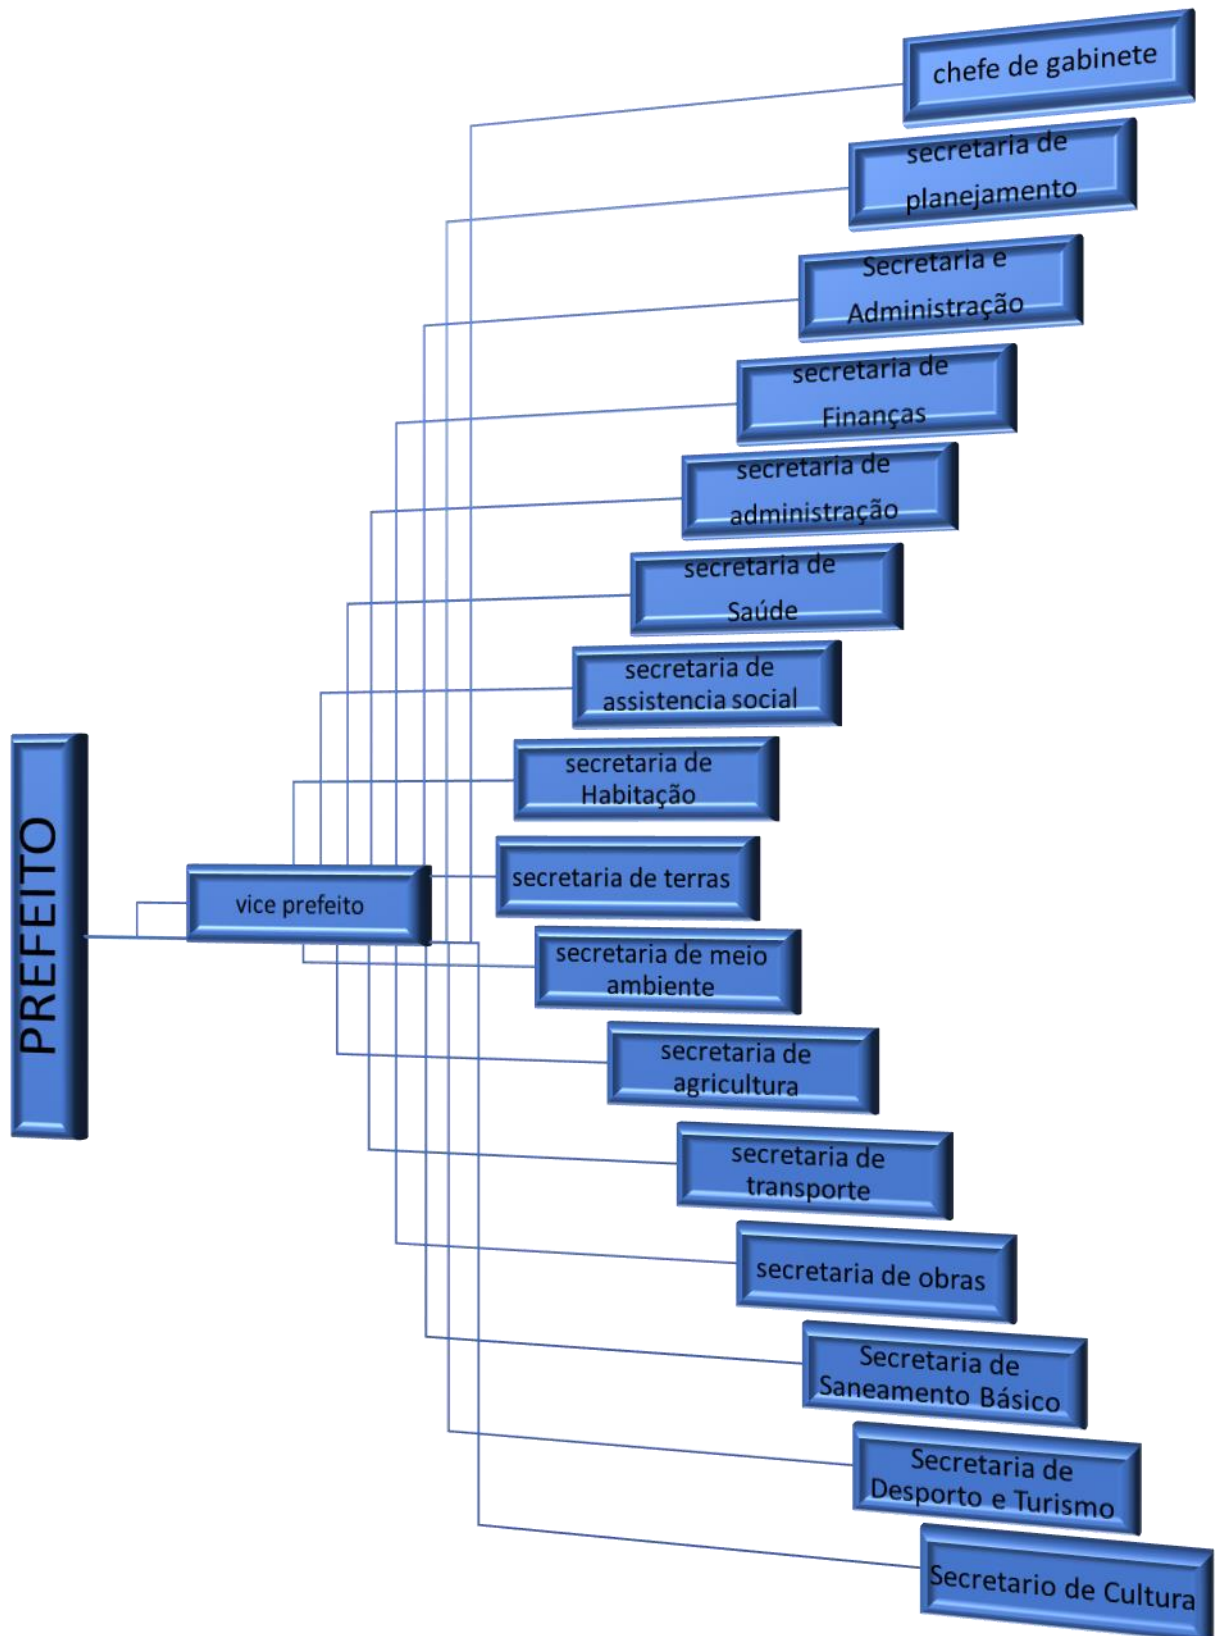 chefe de gabinete
secretaria de
planejamento
Secretaria e
Administração
secretaria de
Finanças
secretaria de
administração
secretaria de
Saúde
secretaria de
assistencia social
secretaria de
Habitação
PREFEITO
vice prefeito
secretaria de terras
secretaria de meio
ambiente
secretaria de
agricultura
secretaria de
transporte
secretaria de obras
Secretaria de
Saneamento Básico
Secretaria de
Desporto e Turismo
Secretario de Cultura